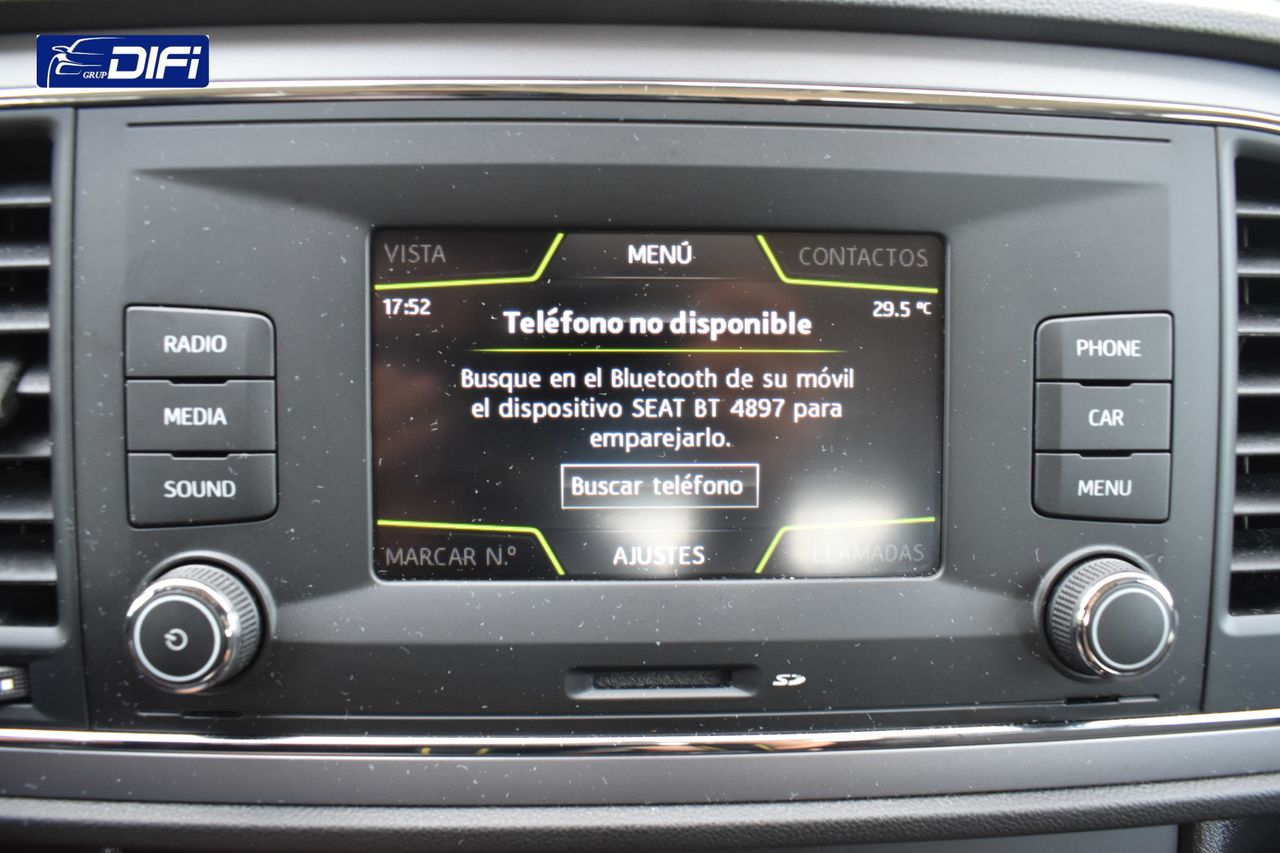 GRUP DIFI
VISTA
MENÚ
CONTACTOS
17:52
29.5 °C
Teléfono no disponible
Busque en el Bluetooth de su móvil
el dispositivo SEAT BT 4897 para
emparejarlo.
Buscar teléfono
MARCAR N.º
AJUSTES
LLAMADAS
RADIO
MEDIA
SOUND
PHONE
CAR
MENU
SD